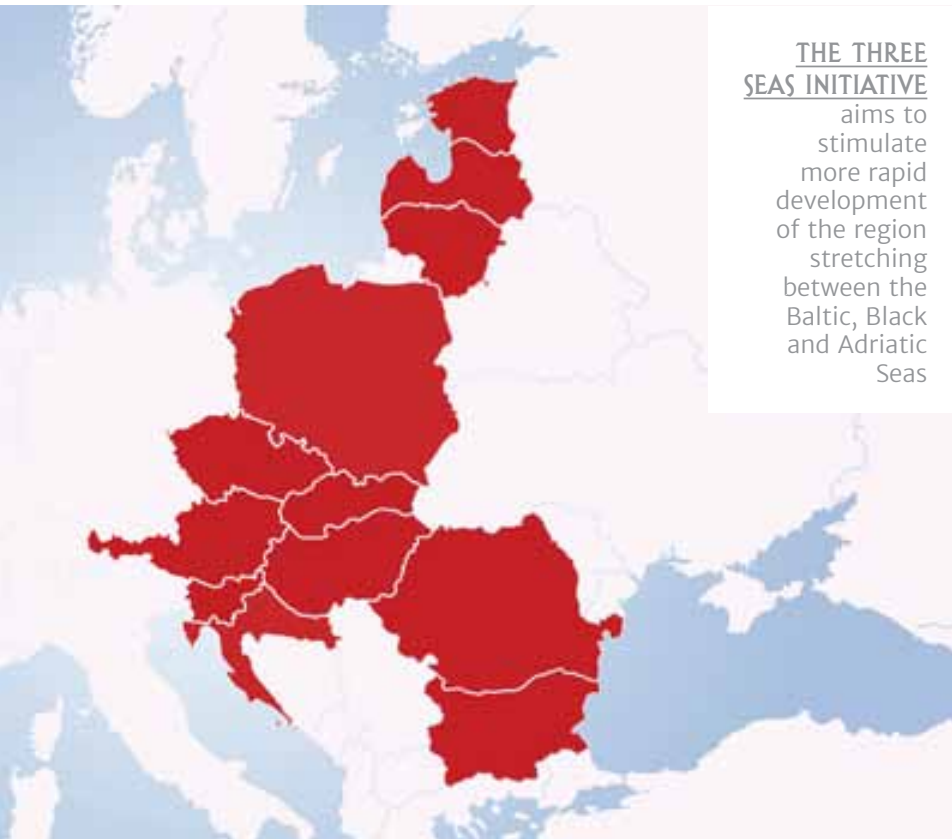 THE THREE
SEAS INITIATIVE
aims to
stimulate
more rapid
development
of the region
stretching
between the
Baltic, Black
and Adriatic
Seas